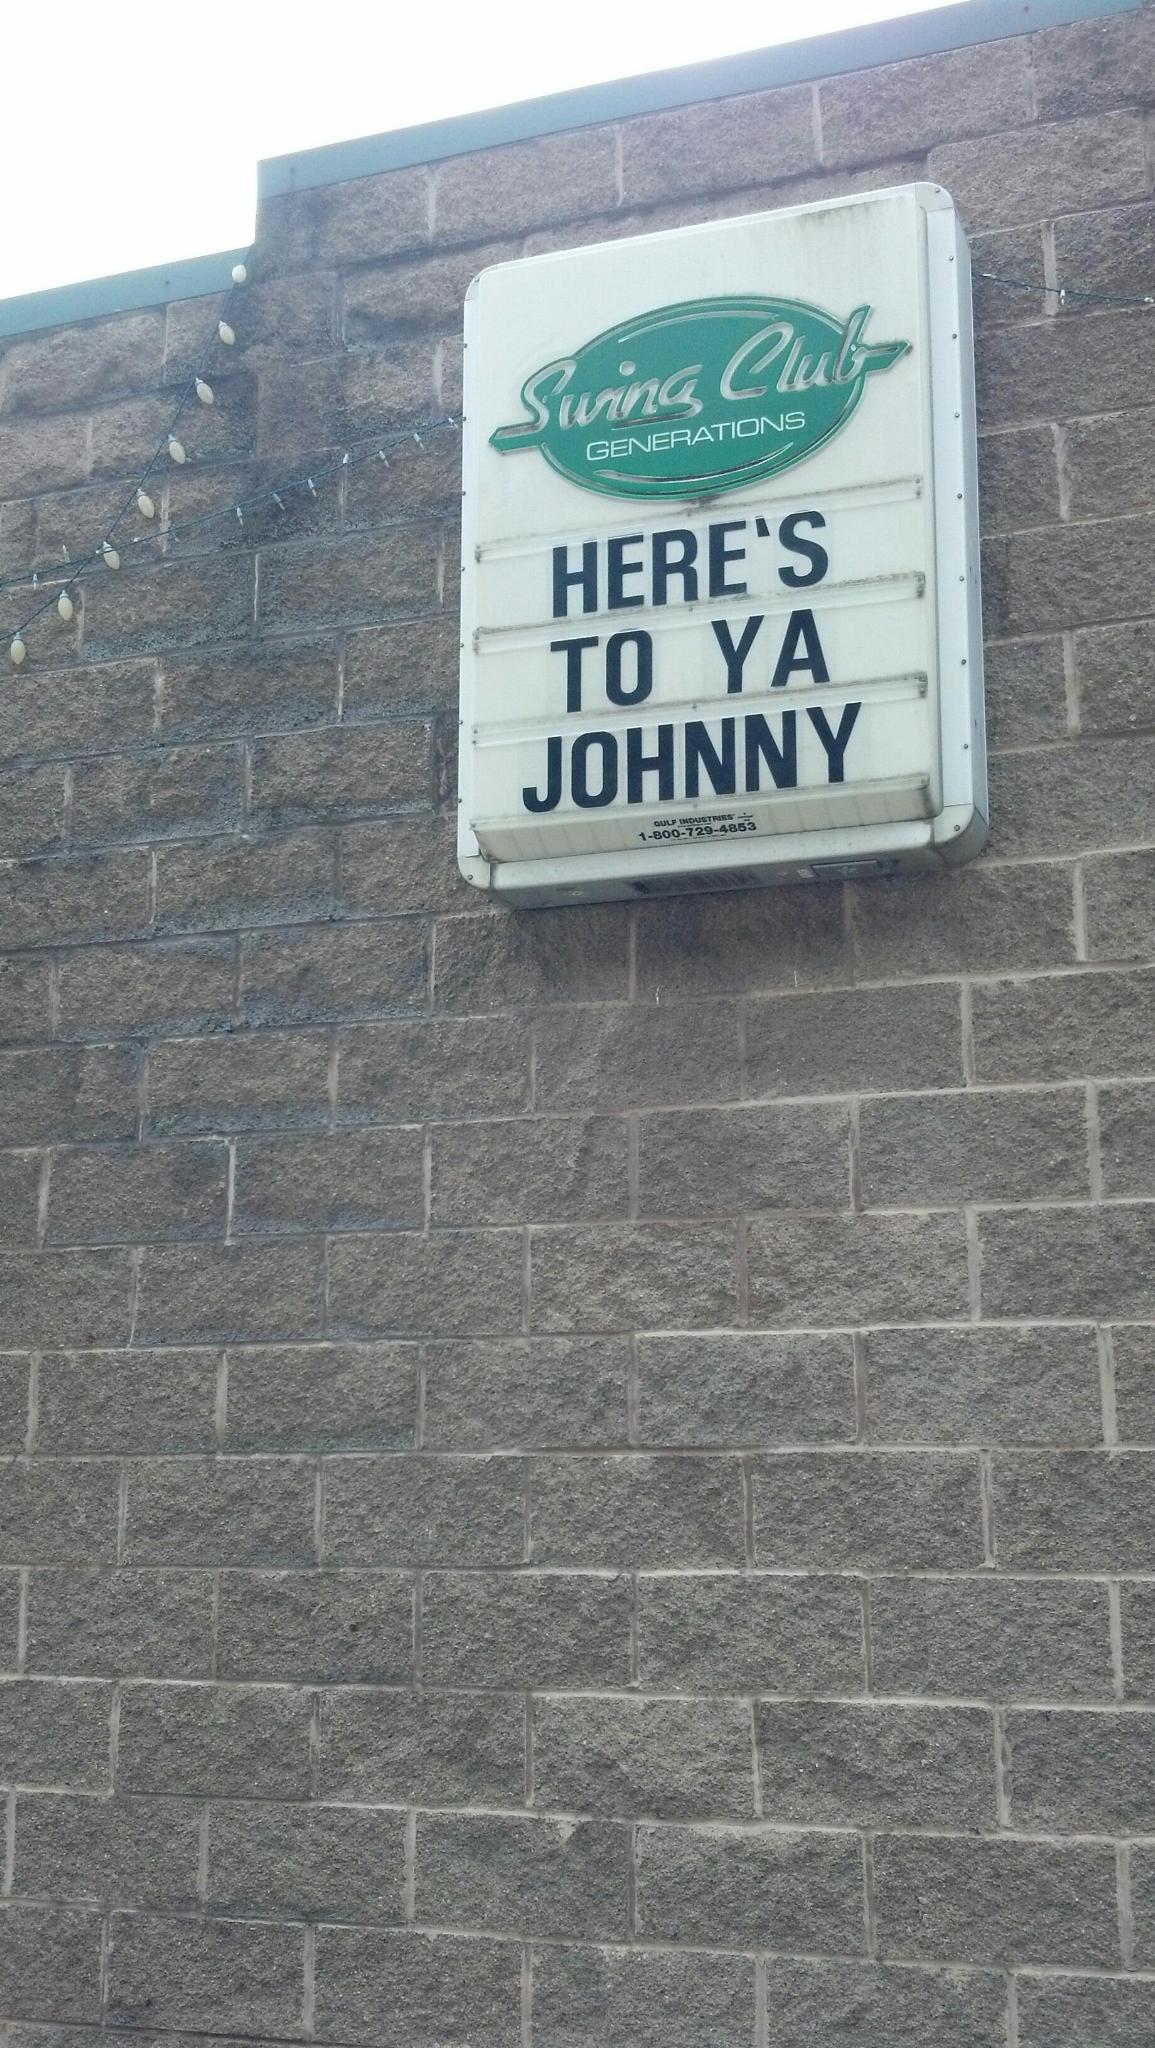 Swing Club
GENERATIONS
HERE'S
TO YA
JOHNNY
GULF INDUSTRIES
1-800-729-4853